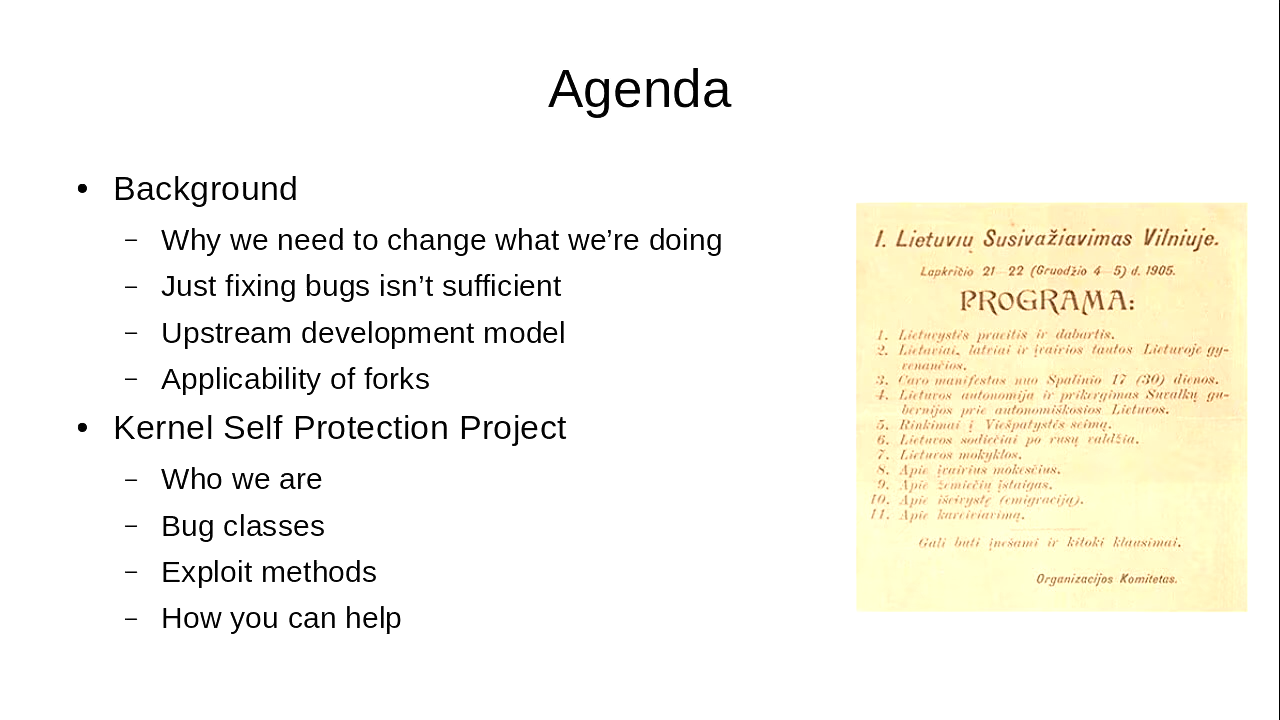 Agenda
• Background
– Why we need to change what we’re doing
– Just fixing bugs isn’t sufficient
– Upstream development model
– Applicability of forks
• Kernel Self Protection Project
– Who we are
– Bug classes
– Exploit methods
– How you can help
I. Lietuvių Susivažiavimas Vilniuje.
Lapkričio 21—22 (Gruodžio 4—5) d. 1905.
PROGRAMA:
1. Lietuvystės praeitis ir dabartis.
2. Lietuviai, latviai ir įvairios tautos Lietuvoje gy-
venančios.
3. Caro manifestas nuo Spalinio 17 (30) dienos.
4. Lietuvos autonomija ir prikergimas Suvalkų gu-
bernijos prie autonomiškosios Lietuvos.
5. Rinkimai į Viešpatystės seimą.
6. Lietuvos sodiečiai po rusų valdžia.
7. Lietuvos mokyklos.
8. Apie įvairius mokesčius.
9. Apie žemiečių įstaigas.
10. Apie išeivystę (emigraciją).
11. Apie kareiviavimą.
Gali buti įnešami ir kitoki klausimai.
Organizacijos Komitetas.